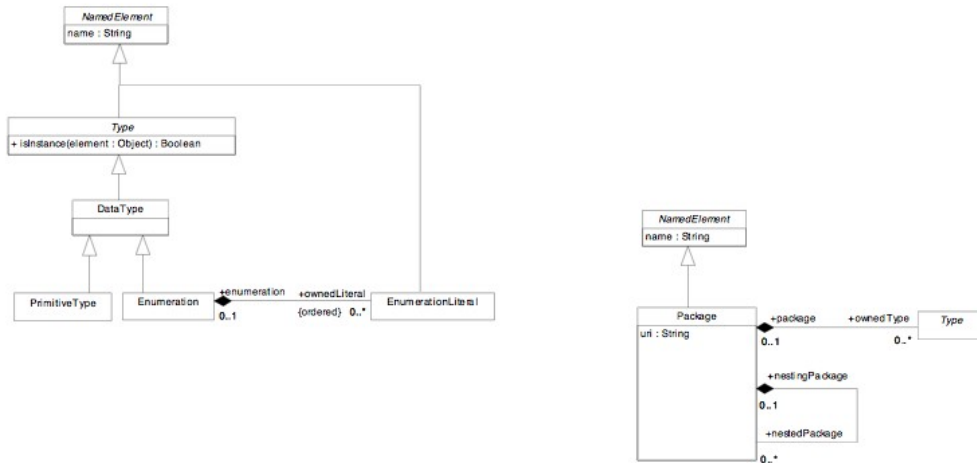 NamedElement
name : String
Type
+ isInstance(element : Object) : Boolean
DataType
PrimitiveType
Enumeration
+enumeration
0..1
+ownedLiteral
{ordered} 0..*
EnumerationLiteral
NamedElement
name : String
Package
uri : String
+package
0..1
+ownedType
0..*
Type
+nestingPackage
0..1
+nestedPackage
0..*